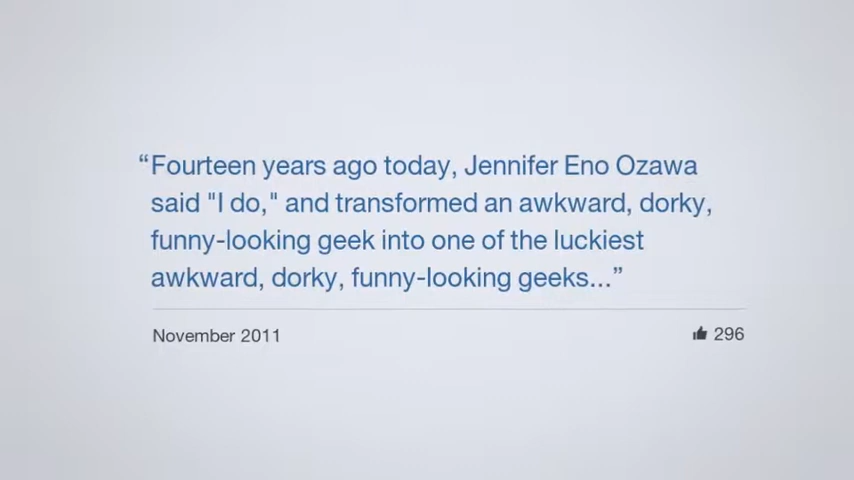 “Fourteen years ago today, Jennifer Eno Ozawa
said "I do," and transformed an awkward, dorky,
funny-looking geek into one of the luckiest
awkward, dorky, funny-looking geeks...”
November 2011
296